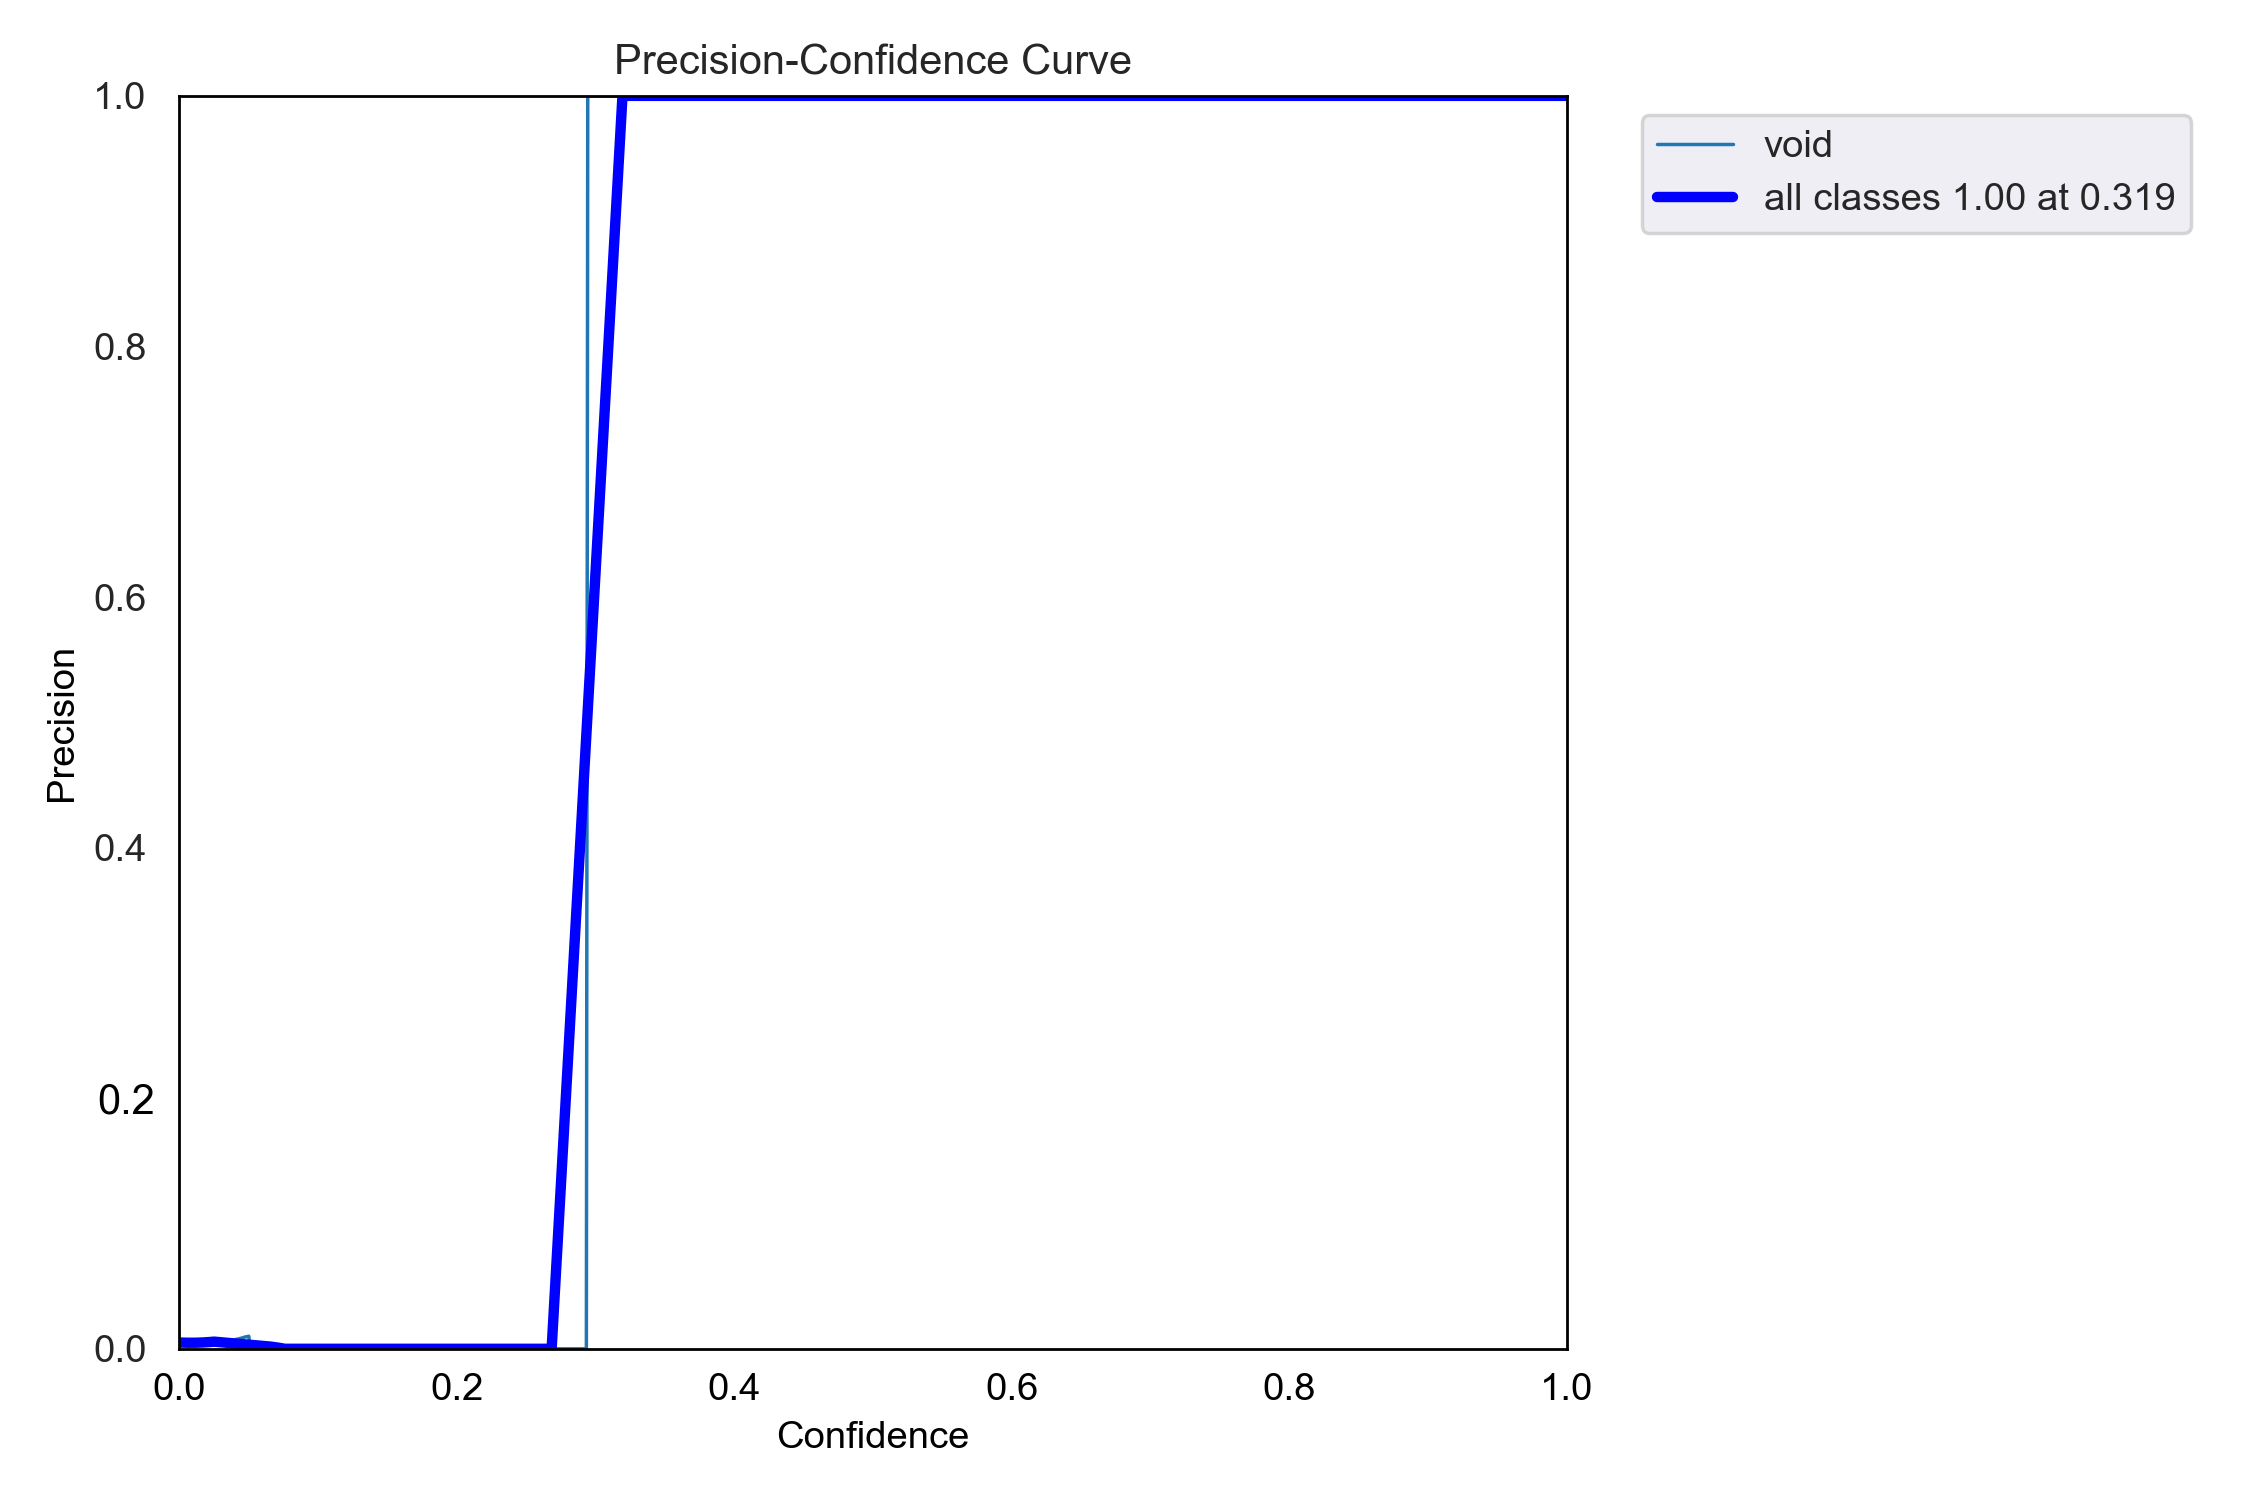 Precision-Confidence Curve
1.0
0.8
0.6
0.4
0.2
0.0
Precision
0.0 0.2 0.4 0.6 0.8 1.0
Confidence
void
all classes 1.00 at 0.319